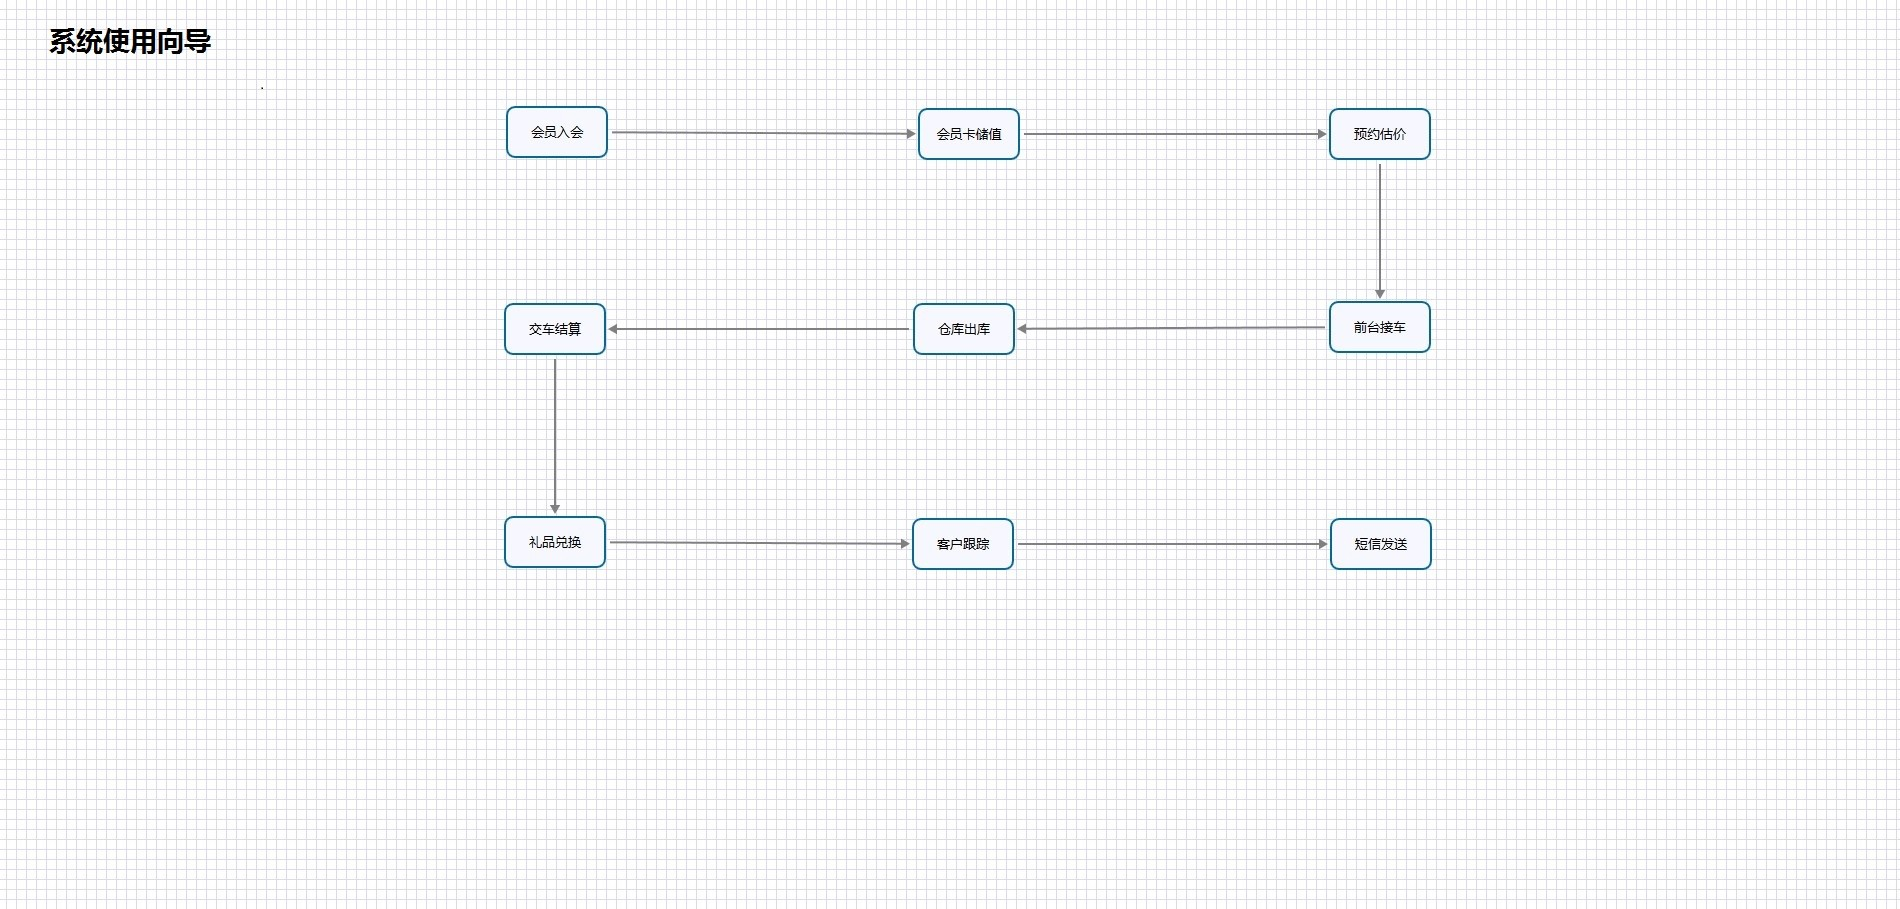 系统使用向导
会员入会
会员卡储值
预约估价
前台接车
仓库出库
交车结算
礼品兑换
客户跟踪
短信发送